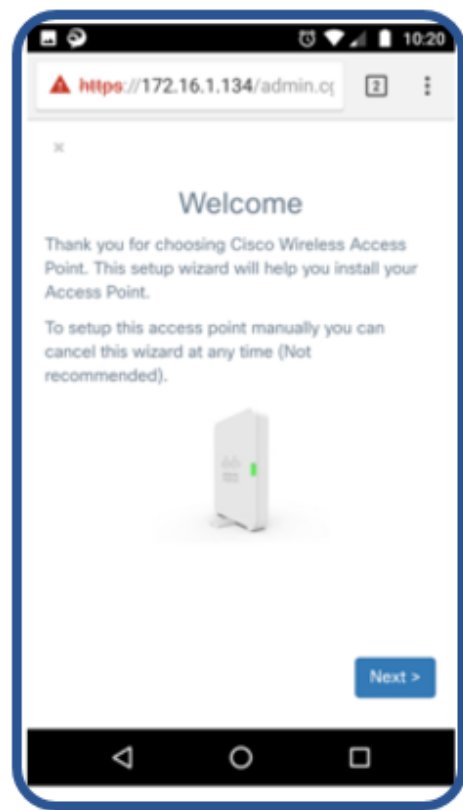 10:20
https://172.16.1.134/admin.cg
2
Welcome
Thank you for choosing Cisco Wireless Access
Point. This setup wizard will help you install your
Access Point.
To setup this access point manually you can
cancel this wizard at any time (Not
recommended).
Next >